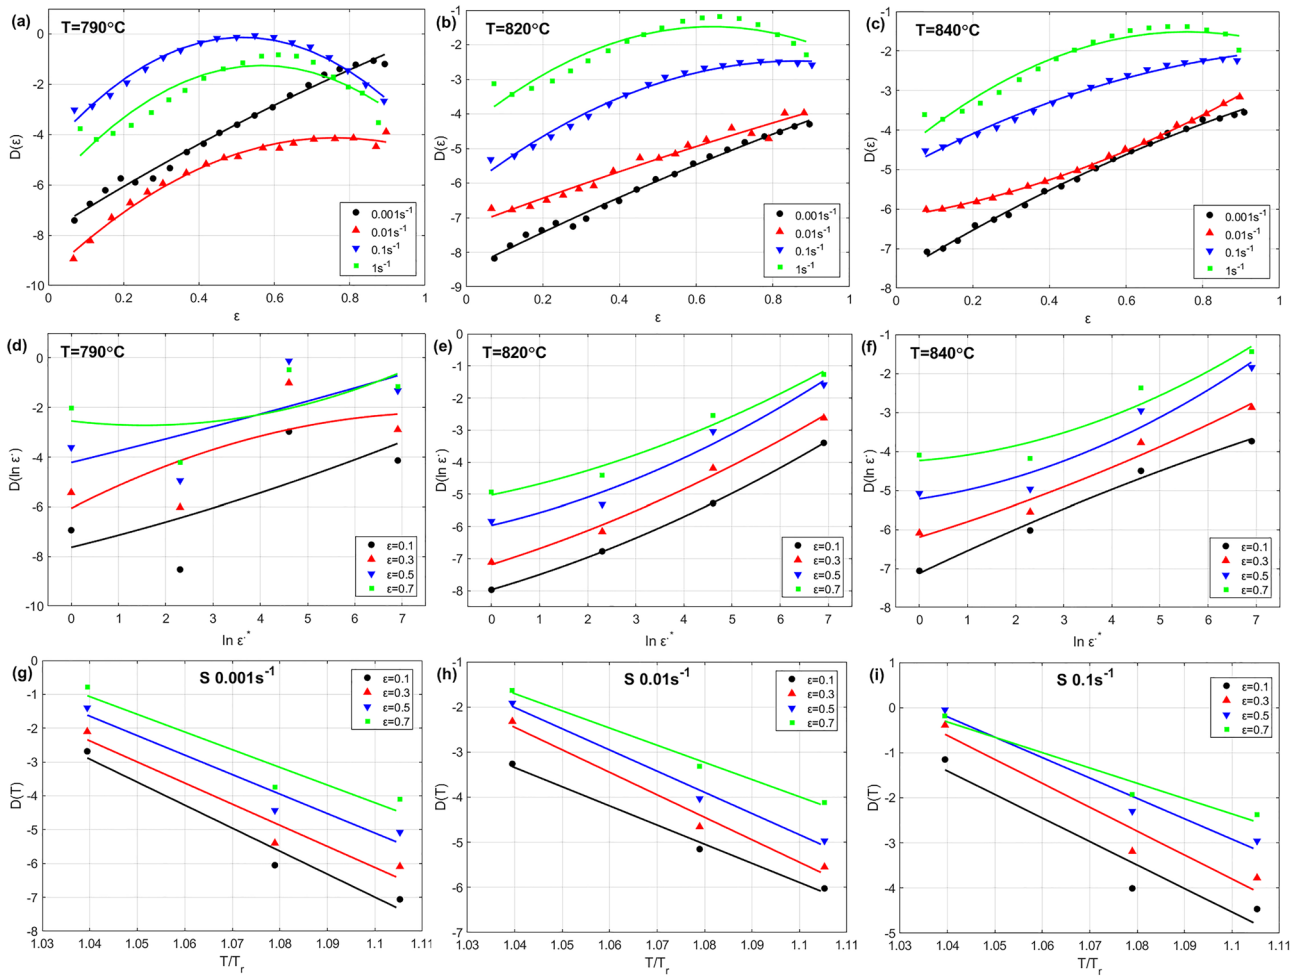 (a)
T=790°C
0
-2
-4
-6
-8
-10
D(ε)
0
0.2
0.4
0.6
0.8
1
ε
0.001s⁻¹
0.01s⁻¹
0.1s⁻¹
1s⁻¹
(b)
T=820°C
-1
-2
-3
-4
-5
-6
-7
-8
-9
D(ε)
0
0.2
0.4
0.6
0.8
1
ε
0.001s⁻¹
0.01s⁻¹
0.1s⁻¹
1s⁻¹
(c)
T=840°C
-1
-2
-3
-4
-5
-6
-7
-8
D(ε)
0
0.2
0.4
0.6
0.8
1
ε
0.001s⁻¹
0.01s⁻¹
0.1s⁻¹
1s⁻¹
(d)
T=790°C
0
-2
-4
-6
-8
-10
D(ln ε˙)
0
1
2
3
4
5
6
7
ln ε˙*
ε=0.1
ε=0.3
ε=0.5
ε=0.7
(e)
T=820°C
0
-1
-2
-3
-4
-5
-6
-7
-8
D(ln ε˙)
0
1
2
3
4
5
6
7
ln ε˙*
ε=0.1
ε=0.3
ε=0.5
ε=0.7
(f)
T=840°C
-1
-2
-3
-4
-5
-6
-7
-8
D(ln ε˙)
0
1
2
3
4
5
6
7
ln ε˙*
ε=0.1
ε=0.3
ε=0.5
ε=0.7
(g)
S 0.001s⁻¹
0
-1
-2
-3
-4
-5
-6
-7
-8
D(T)
1.03
1.04
1.05
1.06
1.07
1.08
1.09
1.1
1.11
T/Tᵣ
ε=0.1
ε=0.3
ε=0.5
ε=0.7
(h)
S 0.01s⁻¹
-1
-2
-3
-4
-5
-6
-7
D(T)
1.03
1.04
1.05
1.06
1.07
1.08
1.09
1.1
1.11
T/Tᵣ
ε=0.1
ε=0.3
ε=0.5
ε=0.7
(i)
S 0.1s⁻¹
1
0
-1
-2
-3
-4
-5
D(T)
1.03
1.04
1.05
1.06
1.07
1.08
1.09
1.1
1.11
T/Tᵣ
ε=0.1
ε=0.3
ε=0.5
ε=0.7